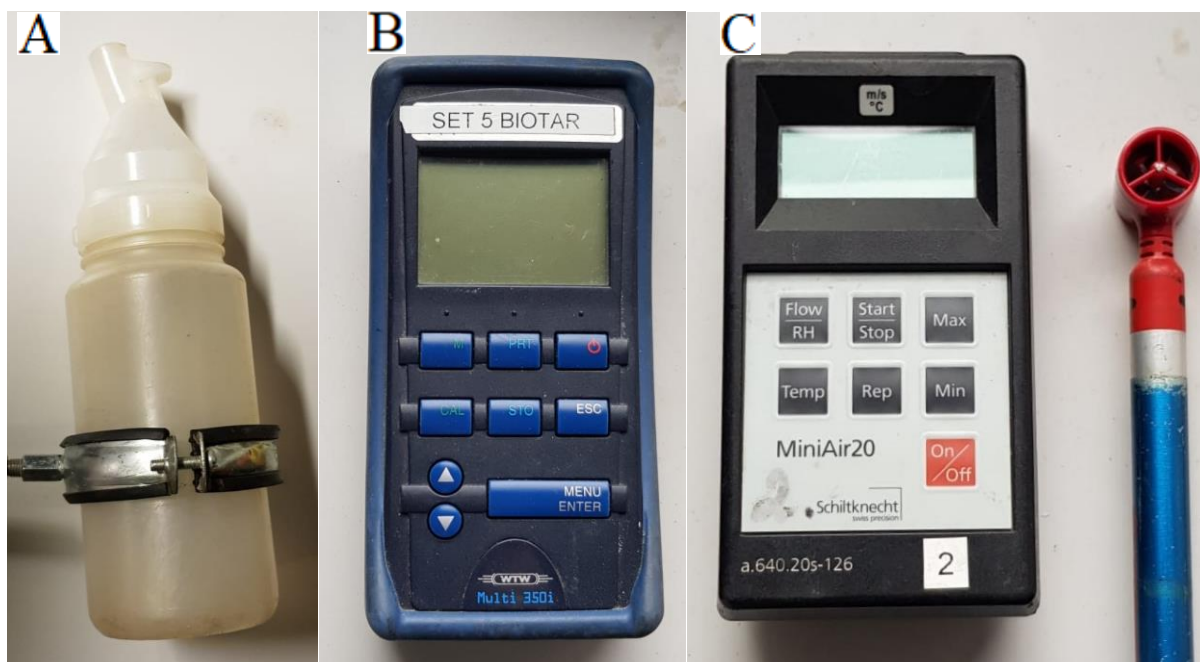 A
B
C
SET 5 BIOTAR
M
PRT
CAL
STO
ESC
MENU
ENTER
WTW
Multi 350i
m/s
°C
Flow
RH
Start
Stop
Max
Temp
Rep
Min
MiniAir20
On
Off
Schiltknecht
swiss precision
a.640.20s-126
2